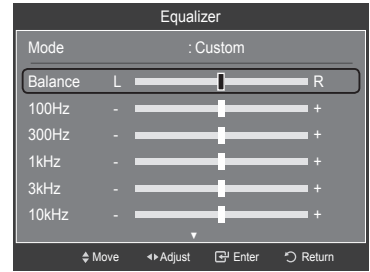 Equalizer
Mode : Custom
Balance L R
100Hz - +
300Hz - +
1kHz - +
3kHz - +
10kHz - +
▼
Move Adjust Enter Return